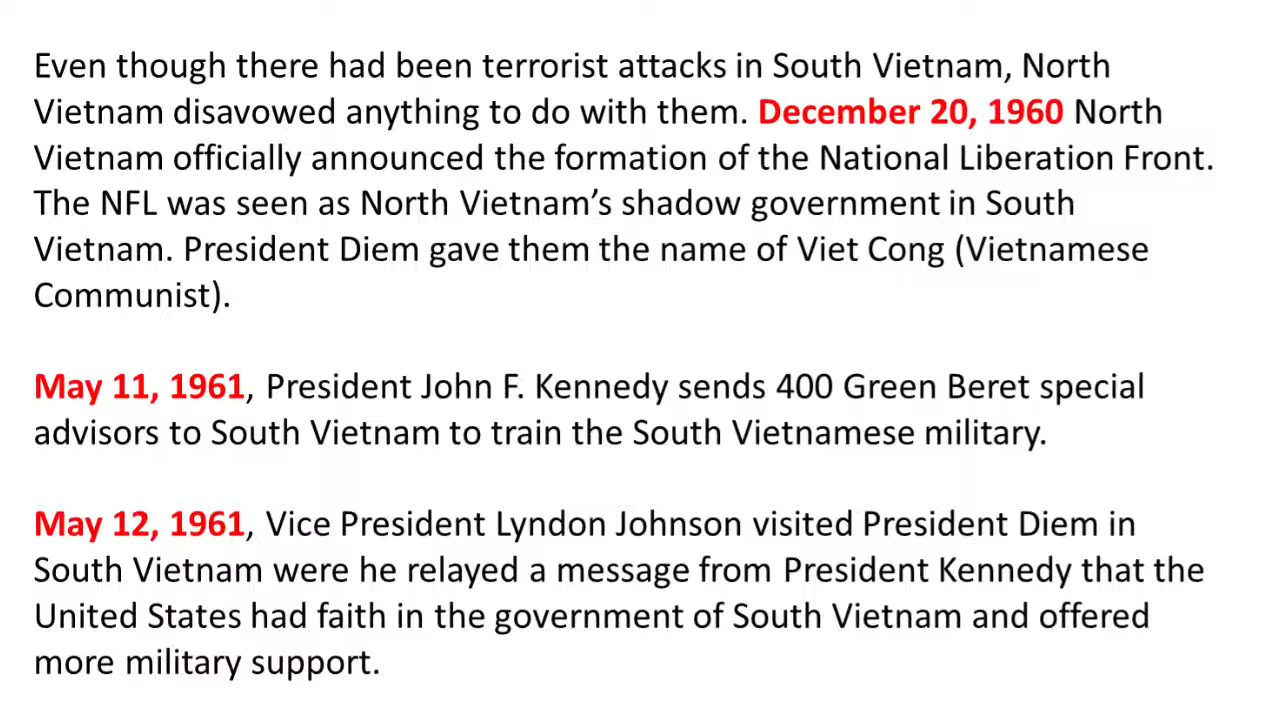 Even though there had been terrorist attacks in South Vietnam, North
Vietnam disavowed anything to do with them. December 20, 1960 North
Vietnam officially announced the formation of the National Liberation Front.
The NFL was seen as North Vietnam’s shadow government in South
Vietnam. President Diem gave them the name of Viet Cong (Vietnamese
Communist).
May 11, 1961, President John F. Kennedy sends 400 Green Beret special
advisors to South Vietnam to train the South Vietnamese military.
May 12, 1961, Vice President Lyndon Johnson visited President Diem in
South Vietnam were he relayed a message from President Kennedy that the
United States had faith in the government of South Vietnam and offered
more military support.